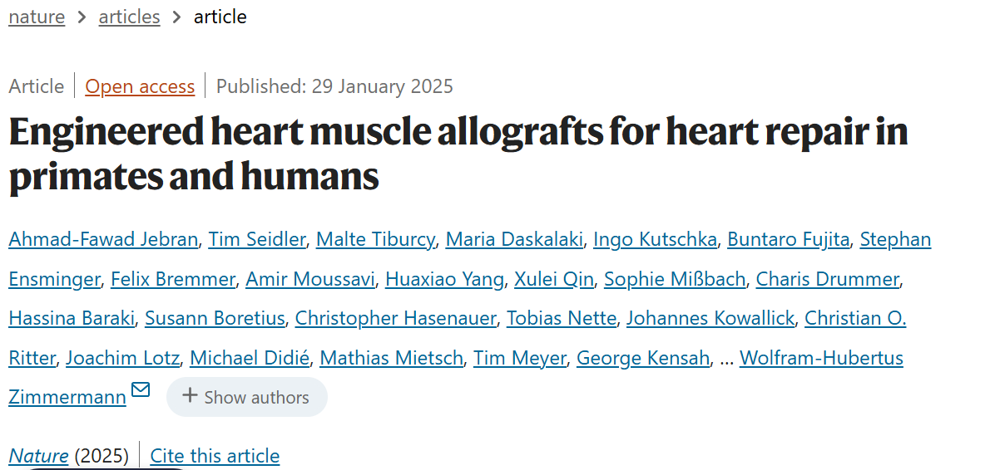 nature > articles > article
Article | Open access | Published: 29 January 2025
Engineered heart muscle allografts for heart repair in
primates and humans
Ahmad-Fawad Jebran, Tim Seidler, Malte Tiburcy, Maria Daskalaki, Ingo Kutschka, Buntaro Fujita, Stephan
Ensminger, Felix Bremmer, Amir Moussavi, Huaxiao Yang, Xulei Qin, Sophie Mißbach, Charis Drummer,
Hassina Baraki, Susann Boretius, Christopher Hasenauer, Tobias Nette, Johannes Kowallick, Christian O.
Ritter, Joachim Lotz, Michael Didié, Mathias Mietsch, Tim Meyer, George Kensah, ... Wolfram-Hubertus
Zimmermann + Show authors
Nature (2025) | Cite this article